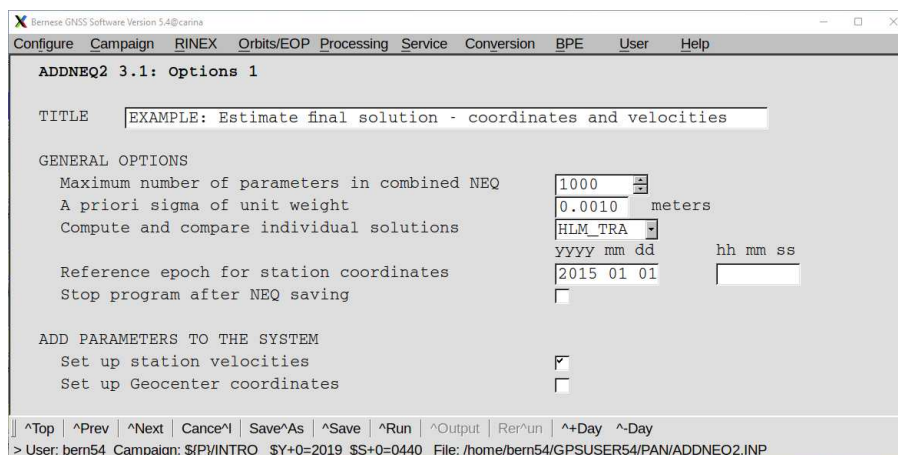 Bernese GNSS Software Version 5.4@carina
Configure Campaign RINEX Orbits/EOP Processing Service Conversion BPE User Help
ADDNEQ2 3.1: Options 1
TITLE EXAMPLE: Estimate final solution - coordinates and velocities
GENERAL OPTIONS
Maximum number of parameters in combined NEQ 1000
A priori sigma of unit weight 0.0010 meters
Compute and compare individual solutions HLM_TRA
yyyy mm dd hh mm ss
Reference epoch for station coordinates 2015 01 01
Stop program after NEQ saving
ADD PARAMETERS TO THE SYSTEM
Set up station velocities
Set up Geocenter coordinates
^Top | ^Prev | ^Next | Cance^l | Save^As | ^Save | ^Run | ^Output | Rer^un | ^+Day ^-Day
> User: bern54 Campaign: ${P}/INTRO $Y+0=2019 $S+0=0440 File: /home/bern54/GPSUSER54/PAN/ADDNEQ2.INP